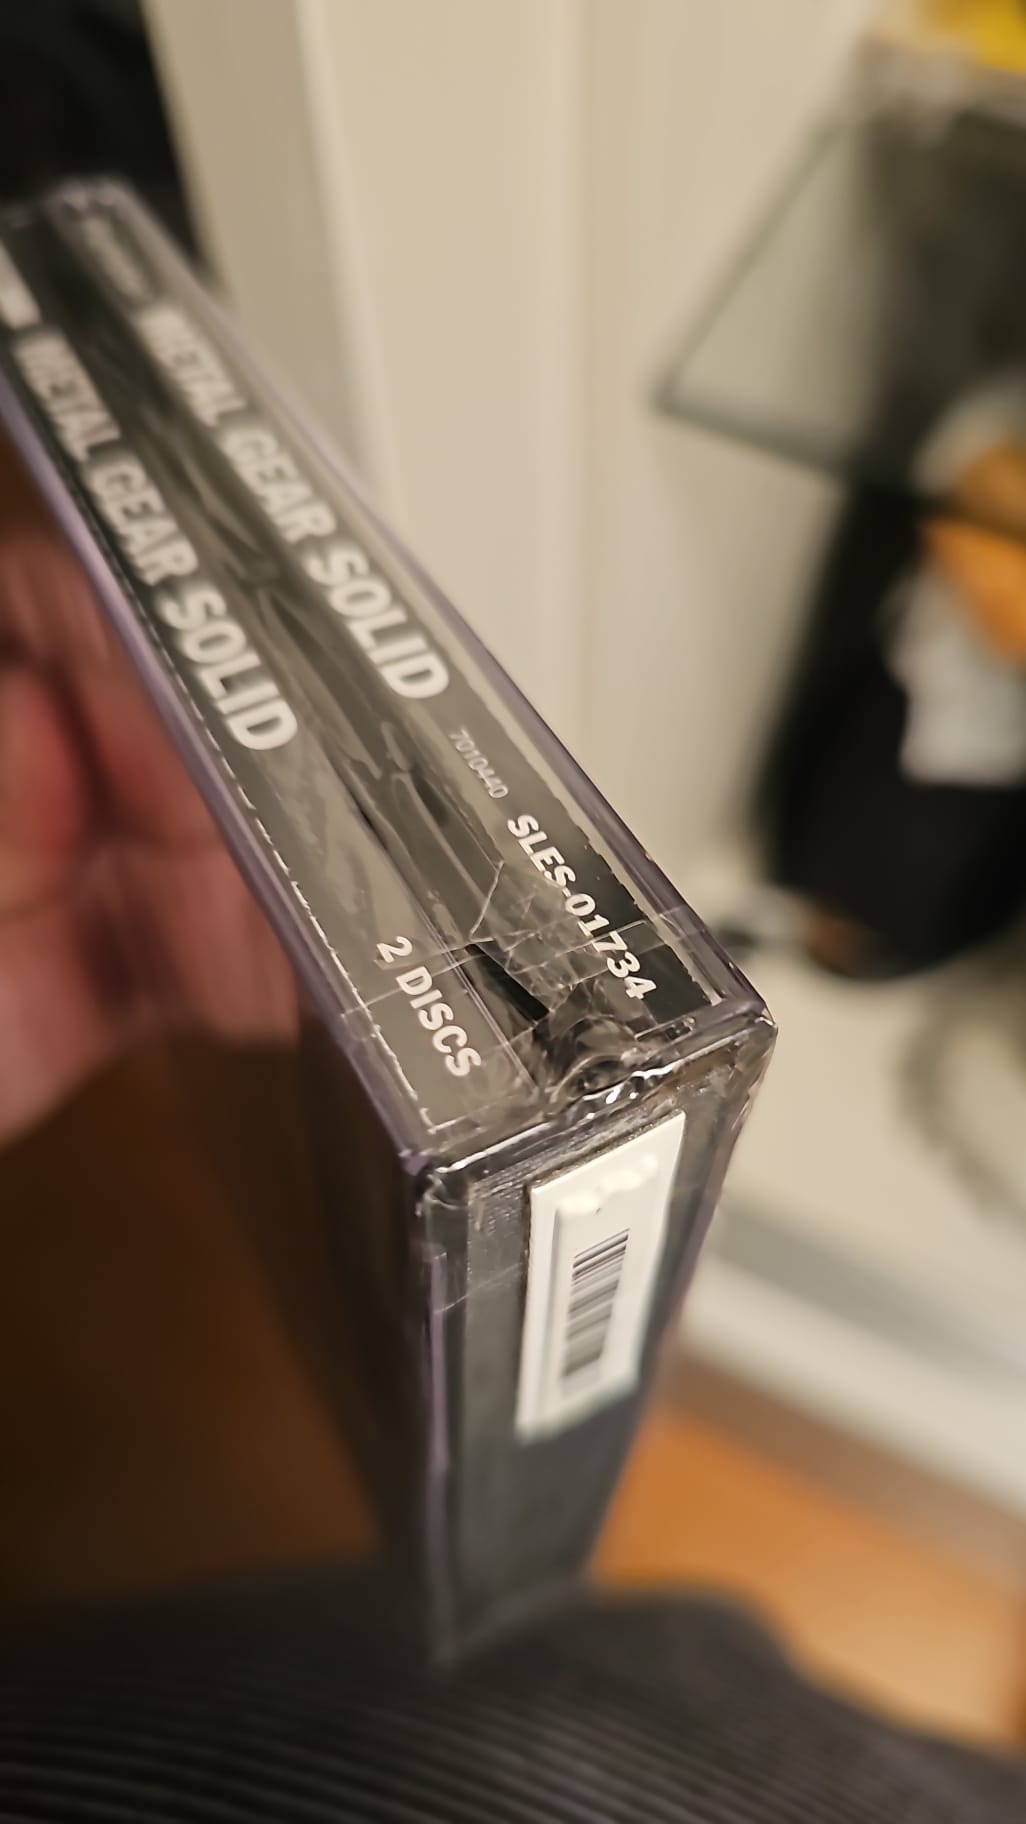 METAL GEAR SOLID
7010440 SLES-01734
METAL GEAR SOLID
2 DISCS